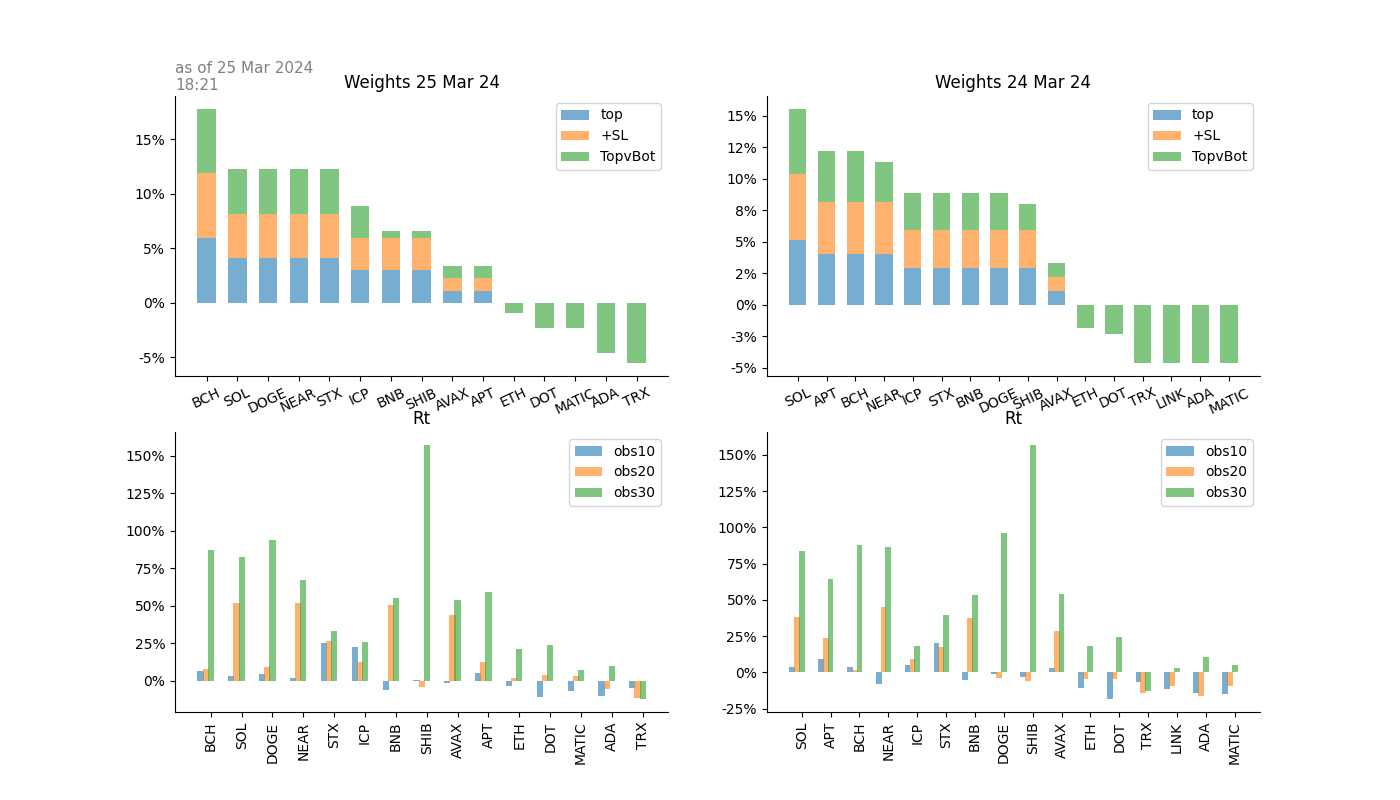 as of 25 Mar 2024
18:21
Weights 25 Mar 24
15%
10%
5%
0%
-5%
top
+SL
TopvBot
BCH SOL DOGE NEAR STX ICP BNB SHIB AVAX APT ETH DOT MATIC ADA TRX
Weights 24 Mar 24
15%
12%
10%
8%
5%
2%
0%
-3%
-5%
top
+SL
TopvBot
SOL APT BCH NEAR ICP STX BNB DOGE SHIB AVAX ETH DOT TRX LINK ADA MATIC
Rt
150%
125%
100%
75%
50%
25%
0%
obs10
obs20
obs30
BCH SOL DOGE NEAR STX ICP BNB SHIB AVAX APT ETH DOT MATIC ADA TRX
Rt
150%
125%
100%
75%
50%
25%
0%
-25%
obs10
obs20
obs30
SOL APT BCH NEAR ICP STX BNB DOGE SHIB AVAX ETH DOT TRX LINK ADA MATIC